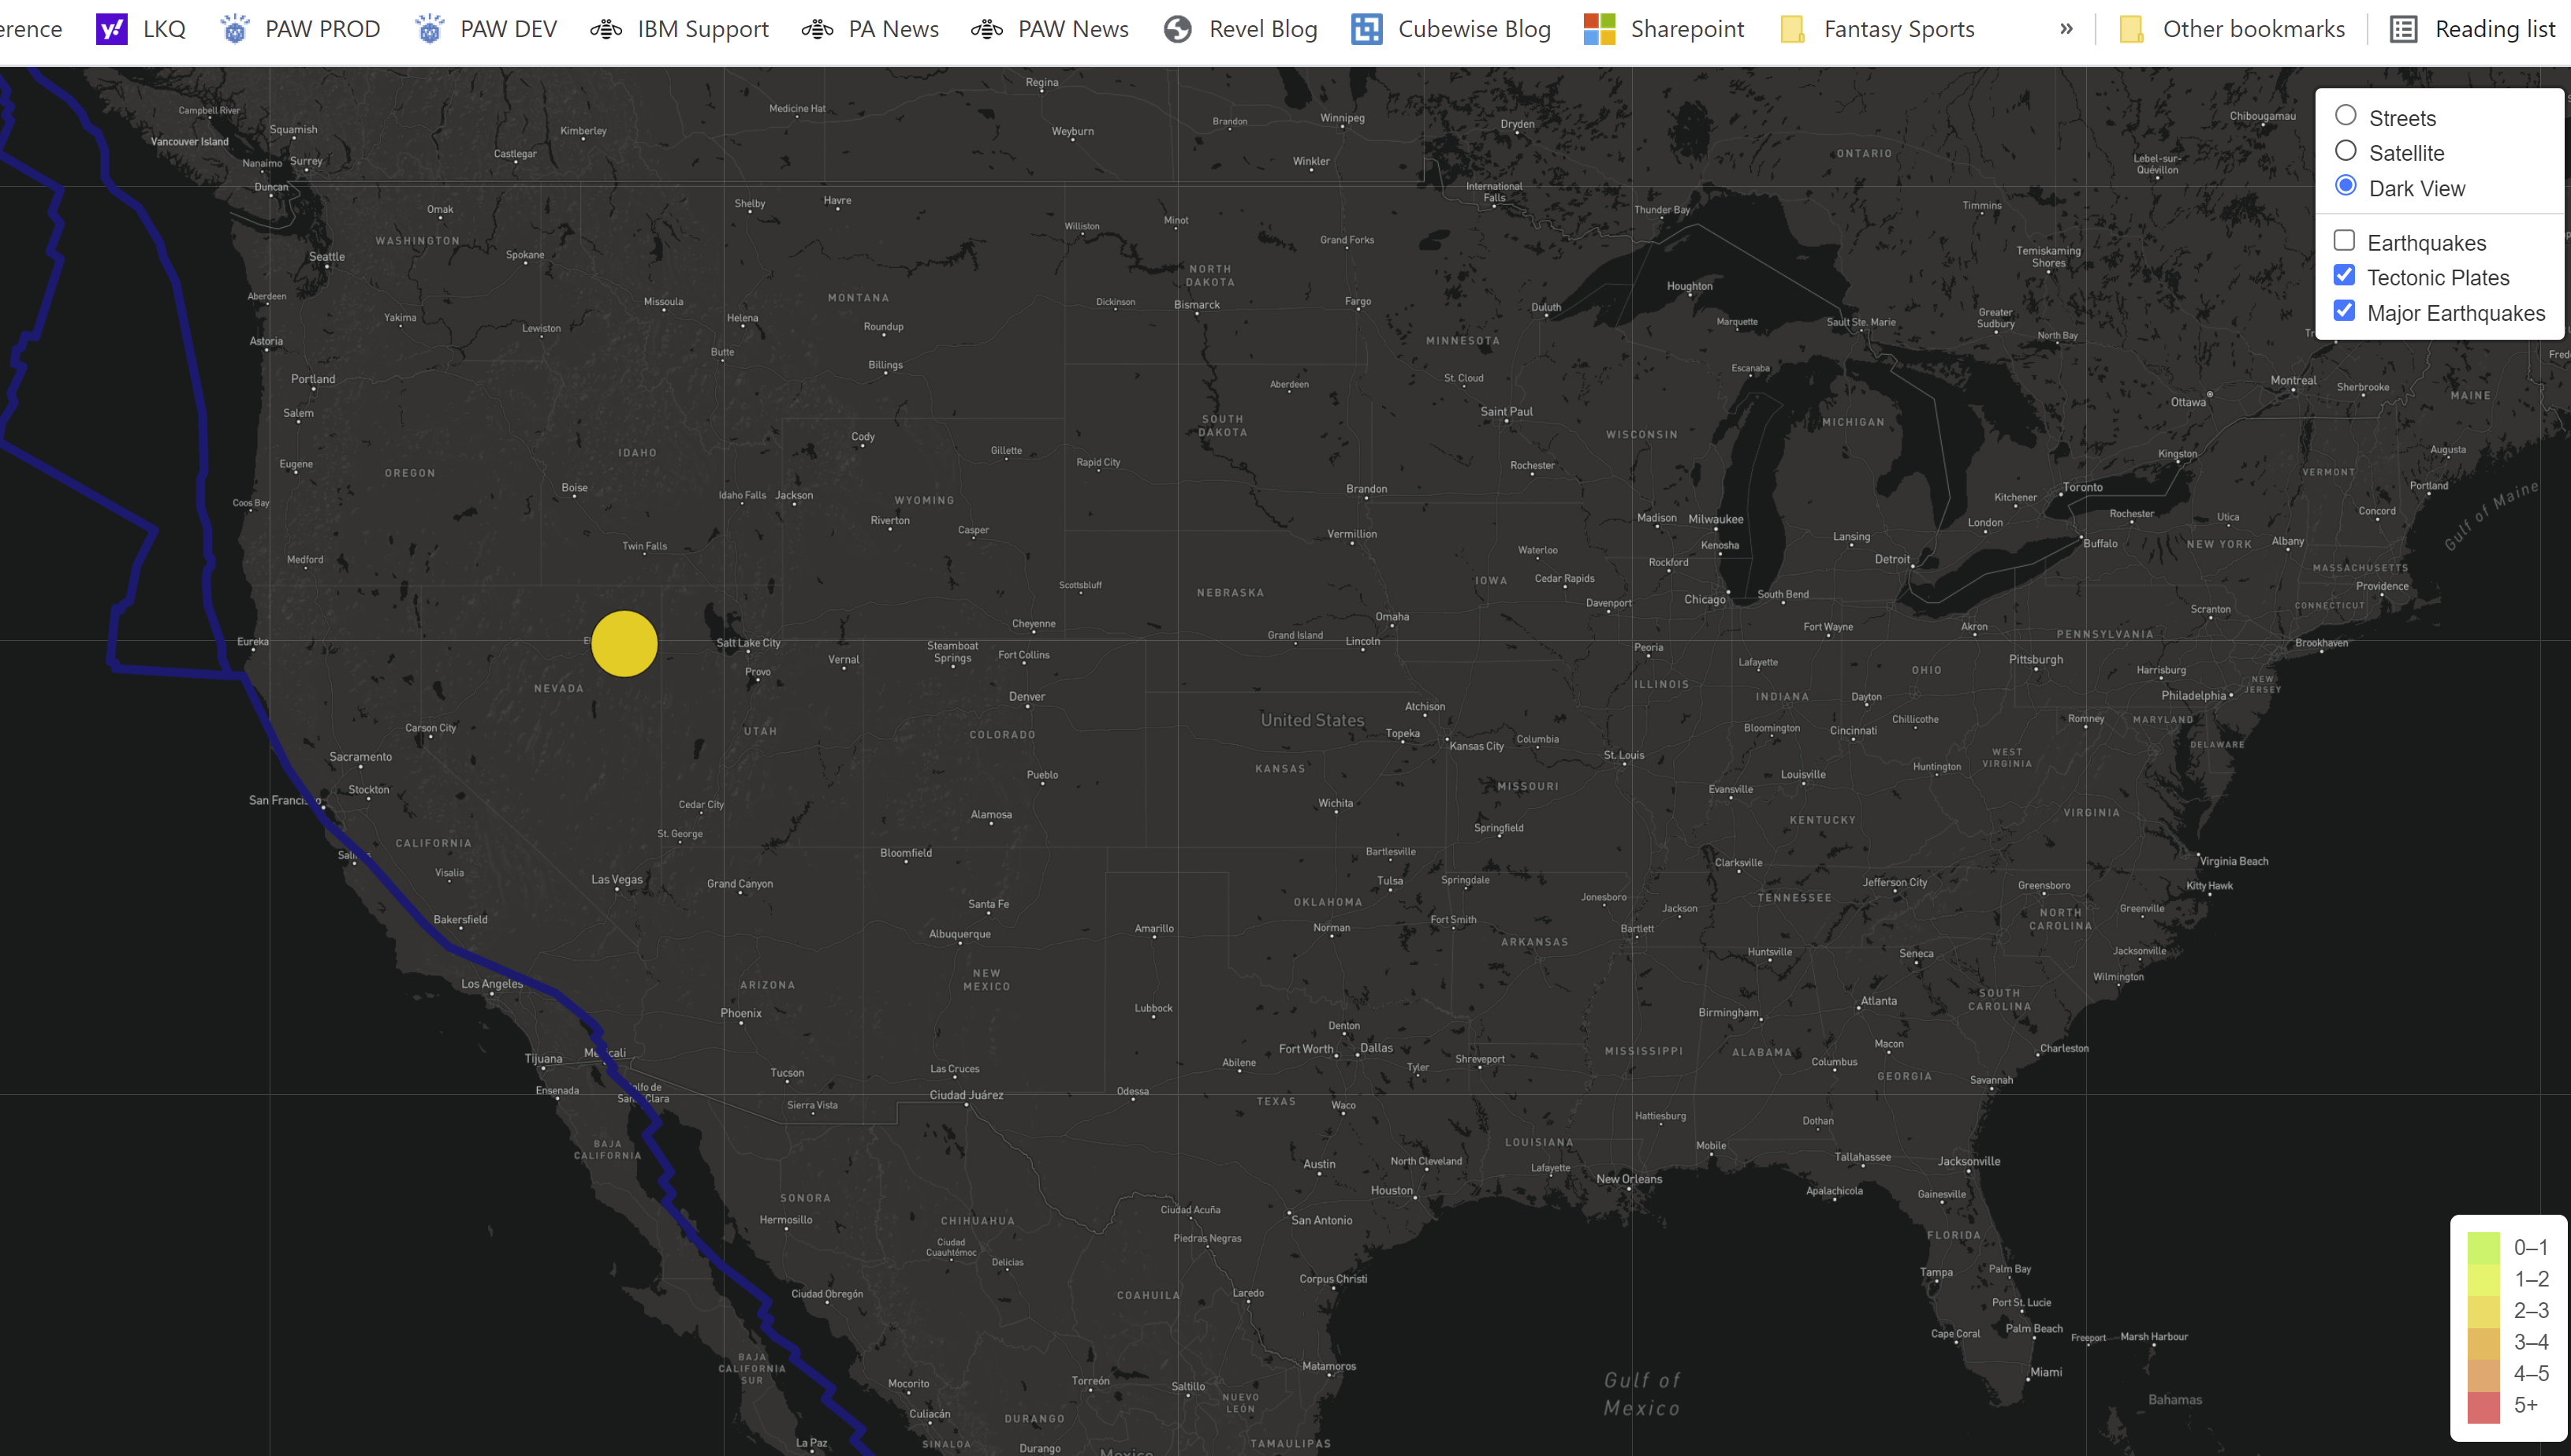 erence
LKQ
PAW PROD
PAW DEV
IBM Support
PA News
PAW News
Revel Blog
Cubewise Blog
Sharepoint
Fantasy Sports
»
Other bookmarks
Reading list
Streets
Satellite
Dark View
Earthquakes
Tectonic Plates
Major Earthquakes
Regina
Campbell River
Medicine Hat
Squamish
Kimberley
Weyburn
Brandon
Winnipeg
Dryden
Chibougamau
Vancouver Island
Castlegar
Nanaimo
Surrey
Winkler
ONTARIO
Lebel-sur-
Quévillon
Duncan
International
Falls
Omak
Shelby
Havre
Williston
Minot
Thunder Bay
Timmins
WASHINGTON
Seattle
Spokane
Grand Forks
Temiskaming
Shores
NORTH
DAKOTA
Aberdeen
Missoula
MONTANA
Dickinson
Bismarck
Fargo
Duluth
Houghton
Yakima
Lewiston
Helena
Roundup
Marquette
Sault Ste. Marie
Greater
Sudbury
North Bay
Astoria
Butte
Billings
MINNESOTA
Escanaba
Portland
Aberdeen
St. Cloud
Montreal
Sherbrooke
Ottawa
MAINE
Salem
Cody
SOUTH
DAKOTA
Saint Paul
WISCONSIN
MICHIGAN
IDAHO
Gillette
Rapid City
Rochester
Kingston
Augusta
Eugene
OREGON
VERMONT
Boise
Idaho Falls
Jackson
WYOMING
Brandon
Toronto
Kitchener
Portland
Gulf of Maine
Coos Bay
Riverton
Casper
Vermillion
Madison
Milwaukee
London
Rochester
Utica
Concord
Medford
Twin Falls
Waterloo
Kenosha
Lansing
Detroit
Buffalo
NEW YORK
Albany
Rockford
MASSACHUSETTS
Scottsbluff
NEBRASKA
IOWA
Cedar Rapids
Providence
Davenport
Chicago
South Bend
CONNECTICUT
Scranton
Omaha
Cheyenne
Eureka
Salt Lake City
Steamboat
Springs
Fort Collins
Grand Island
Lincoln
Fort Wayne
Akron
PENNSYLVANIA
Brookhaven
Vernal
Provo
Peoria
Lafayette
OHIO
Pittsburgh
Harrisburg
NEVADA
Denver
ILLINOIS
INDIANA
Dayton
Philadelphia
NEW
JERSEY
Atchison
United States
Carson City
UTAH
COLORADO
Topeka
Kansas City
Columbia
Bloomington
Cincinnati
Chillicothe
Romney
MARYLAND
DELAWARE
Sacramento
St. Louis
WEST
VIRGINIA
KANSAS
Huntington
Stockton
Pueblo
MISSOURI
Louisville
Evansville
San Francisco
Cedar City
Wichita
Alamosa
VIRGINIA
St. George
Springfield
KENTUCKY
CALIFORNIA
Bloomfield
Bartlesville
Clarksville
Virginia Beach
Visalia
Las Vegas
Grand Canyon
Tulsa
Springdale
Jefferson City
Greensboro
Kitty Hawk
Santa Fe
OKLAHOMA
Jonesboro
Jackson
TENNESSEE
NORTH
CAROLINA
Greenville
Bakersfield
Albuquerque
Amarillo
Norman
Fort Smith
ARKANSAS
Bartlett
Huntsville
Seneca
Jacksonville
Wilmington
Los Angeles
ARIZONA
NEW
MEXICO
Lubbock
Phoenix
Atlanta
SOUTH
CAROLINA
Birmingham
Denton
Fort Worth
Dallas
Tijuana
Mexicali
Abilene
Tyler
Shreveport
MISSISSIPPI
ALABAMA
Columbus
Macon
Charleston
Tucson
Las Cruces
GEORGIA
Savannah
Ensenada
Golfo de
Santa Clara
Ciudad Juárez
Odessa
Sierra Vista
TEXAS
Waco
Hattiesburg
Dothan
BAJA
CALIFORNIA
LOUISIANA
Mobile
Austin
North Cleveland
Lafayette
Tallahassee
Jacksonville
New Orleans
SONORA
Houston
Apalachicola
Gainesville
Hermosillo
CHIHUAHUA
Ciudad Acuña
San Antonio
FLORIDA
Ciudad
Cuauhtémoc
Piedras Negras
Delicias
Corpus Christi
Tampa
Palm Bay
Ciudad Obregón
COAHUILA
Laredo
Port St. Lucie
Cape Coral
Palm Beach
Freeport
Marsh Harbour
BAJA
CALIFORNIA
SUR
Matamoros
Miami
Mocorito
Torreón
Saltillo
NUEVO
LEÓN
Gulf of
Mexico
Bahamas
Culiacán
DURANGO
La Paz
SINALOA
Durango
Mexico
TAMAULIPAS
0–1
1–2
2–3
3–4
4–5
5+